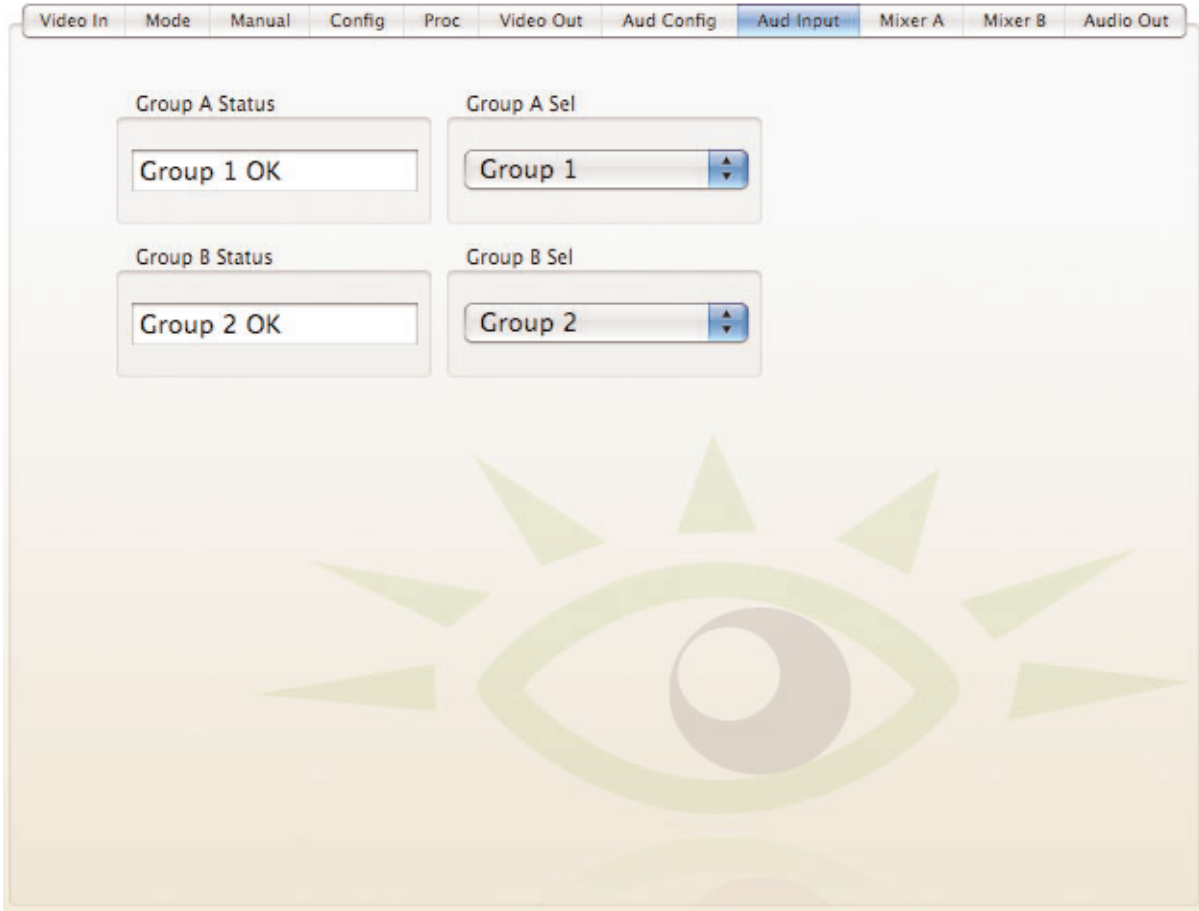 Video In Mode Manual Config Proc Video Out Aud Config Aud Input Mixer A Mixer B Audio Out
Group A Status Group A Sel
Group 1 OK Group 1
Group B Status Group B Sel
Group 2 OK Group 2